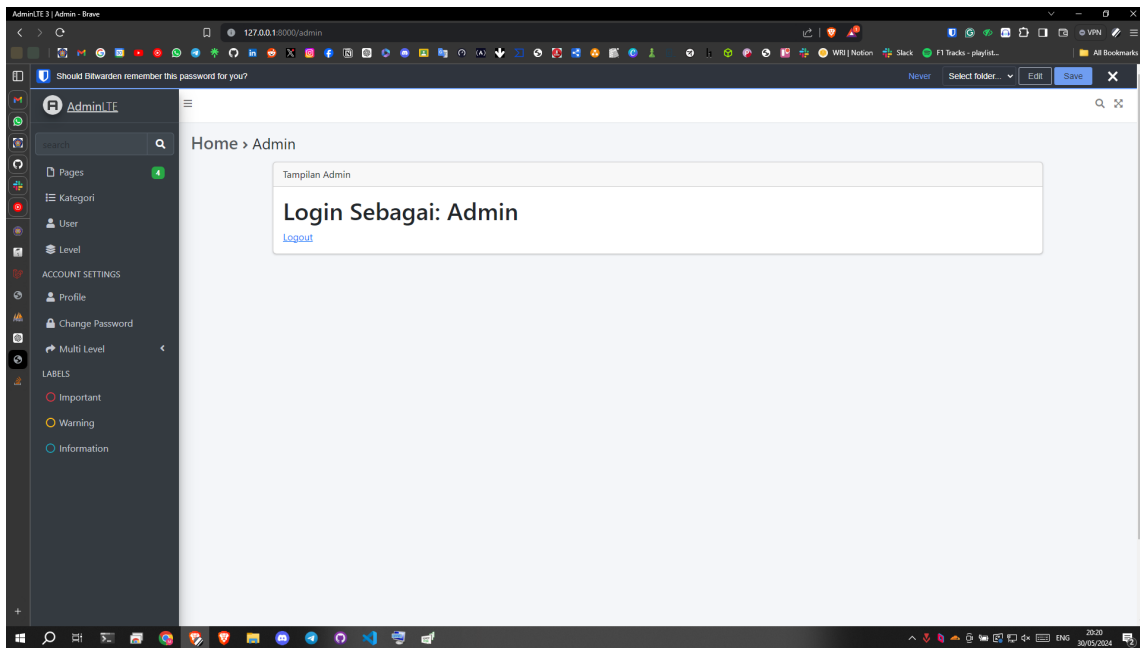 AdminLTE 3 | Admin - Brave
127.0.0.1:8000/admin
VPN
WRI | Notion
Slack
F1 Tracks - playlist...
All Bookmarks
Should Bitwarden remember this password for you?
Never
Select folder...
Edit
Save
AdminLTE
search
Home › Admin
Pages
4
Kategori
User
Level
ACCOUNT SETTINGS
Profile
Change Password
Multi Level
LABELS
Important
Warning
Information
Tampilan Admin
Login Sebagai: Admin
Logout
ENG
20:20
30/05/2024
2